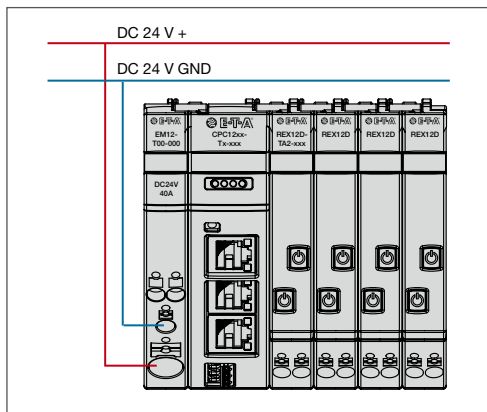 DC 24 V +
DC 24 V GND
E-T-A
EM12-
T00-000
DC24V
40A
E-T-A
CPC12xx-
Tx-xxx
E-T-A
REX12D-
TA2-xxx
E-T-A
REX12D
E-T-A
REX12D
E-T-A
REX12D